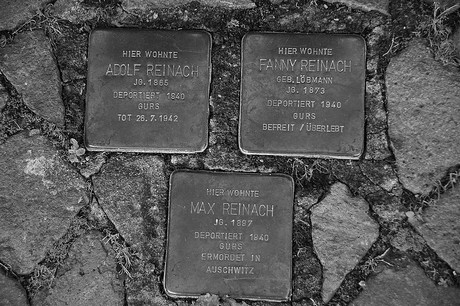 HIER WOHNTE
ADOLF REINACH
JG. 1865
DEPORTIERT 1940
GURS
TOT 26.7.1942
HIER WOHNTE
FANNY REINACH
GEB. LÖBMANN
JG. 1873
DEPORTIERT 1940
GURS
BEFREIT / ÜBERLEBT
HIER WOHNTE
MAX REINACH
JG. 1897
DEPORTIERT 1940
GURS
ERMORDET IN
AUSCHWITZ